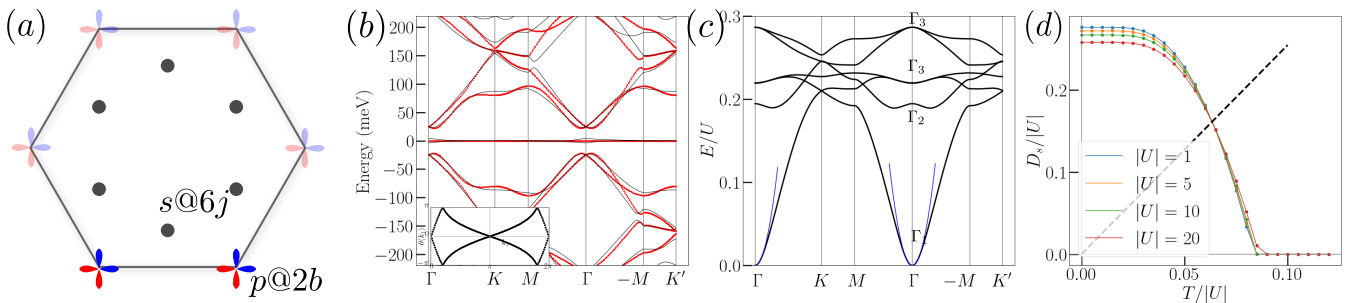 (a)
s@6j
p@2b
(b)
Energy (meV)
200
150
100
50
0
−50
−100
−150
−200
Γ K M Γ −M K′
(c)
E/U
0.3
0.2
0.1
0.0
Γ₃
Γ₃
Γ₂
Γ₁
Γ K M Γ −M K′
(d)
D_s/|U|
0.2
0.1
0.0
|U| = 1
|U| = 5
|U| = 10
|U| = 20
0.00 0.05 0.10
T/|U|